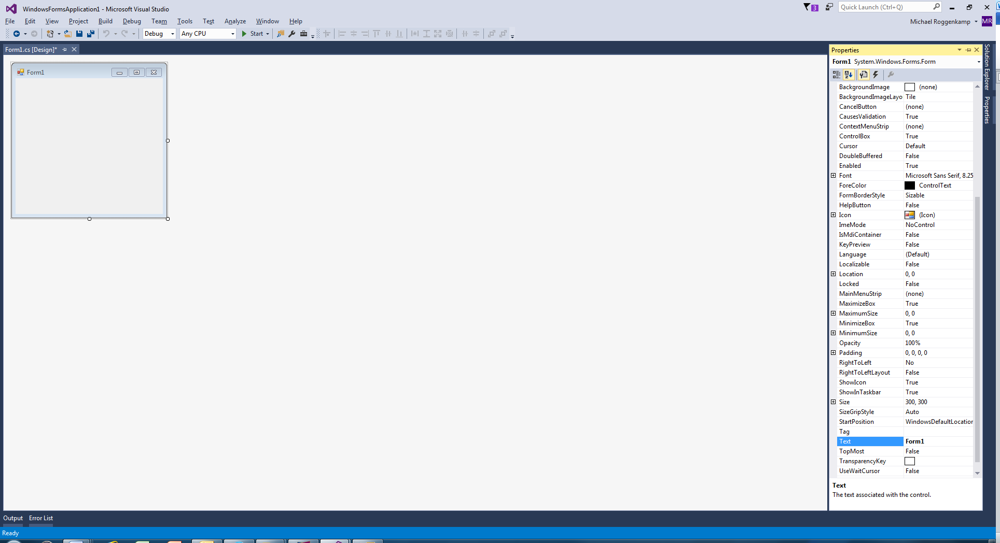 WindowsFormsApplication1 - Microsoft Visual Studio
3
Quick Launch (Ctrl+Q)
File Edit View Project Build Debug Team Tools Test Analyze Window Help
Michael Roggenkamp MR
Debug Any CPU Start
Form1.cs [Design]*
Form1
Properties
Form1 System.Windows.Forms.Form
BackgroundImage (none)
BackgroundImageLayo Tile
CancelButton (none)
CausesValidation True
ContextMenuStrip (none)
ControlBox True
Cursor Default
DoubleBuffered False
Enabled True
Font Microsoft Sans Serif, 8.25
ForeColor ControlText
FormBorderStyle Sizable
HelpButton False
Icon (Icon)
ImeMode NoControl
IsMdiContainer False
KeyPreview False
Language (Default)
Localizable False
Location 0, 0
Locked False
MainMenuStrip (none)
MaximizeBox True
MaximumSize 0, 0
MinimizeBox True
MinimumSize 0, 0
Opacity 100%
Padding 0, 0, 0, 0
RightToLeft No
RightToLeftLayout False
ShowIcon True
ShowInTaskbar True
Size 300, 300
SizeGripStyle Auto
StartPosition WindowsDefaultLocation
Tag
Text Form1
TopMost False
TransparencyKey
UseWaitCursor False
Text
The text associated with the control.
Solution Explorer
Properties
Output Error List
Ready